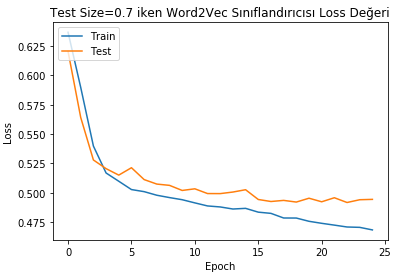 Test Size=0.7 iken Word2Vec Sınıflandırıcısı Loss Değeri
Train
Test
0.625
0.600
0.575
0.550
0.525
0.500
0.475
Loss
0 5 10 15 20 25
Epoch